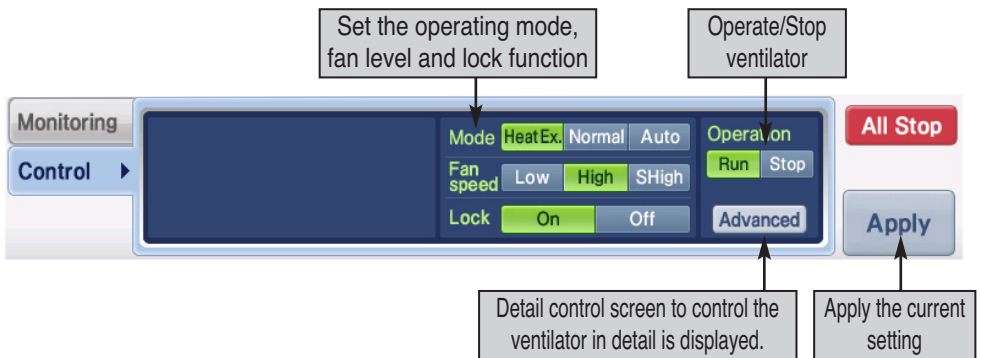 Set the operating mode,
fan level and lock function
Operate/Stop
ventilator
Monitoring
Control
Mode HeatEx. Normal Auto
Fan
speed Low High SHigh
Lock On Off
Operation
Run Stop
Advanced
All Stop
Apply
Detail control screen to control the
ventilator in detail is displayed.
Apply the current
setting